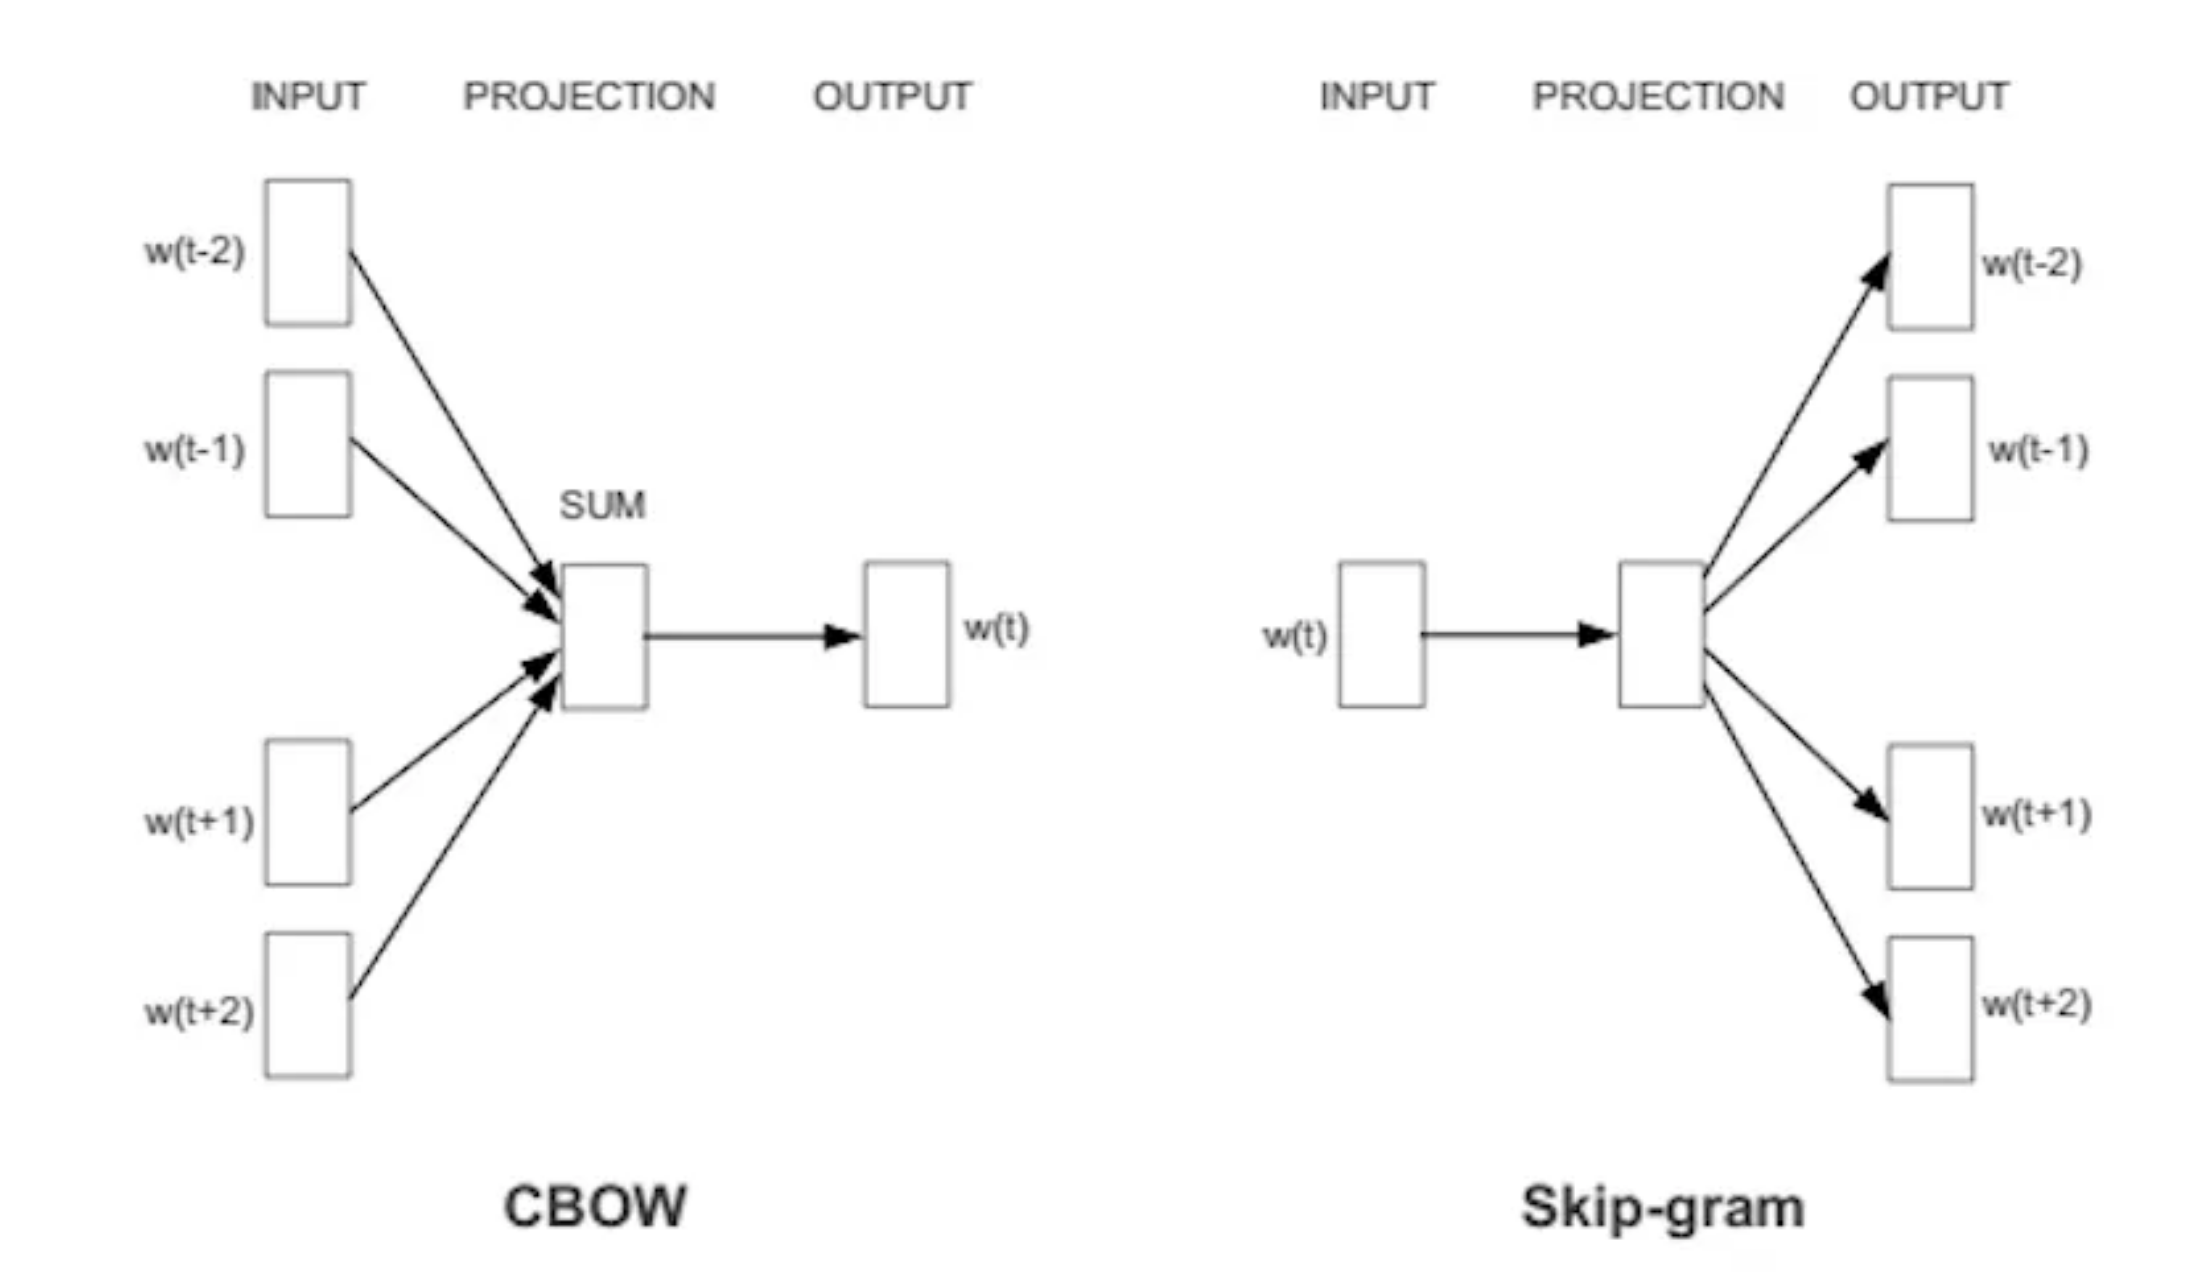 INPUT PROJECTION OUTPUT
w(t-2)
w(t-1)
SUM
w(t)
w(t+1)
w(t+2)
CBOW
INPUT PROJECTION OUTPUT
w(t-2)
w(t-1)
w(t)
w(t+1)
w(t+2)
Skip-gram